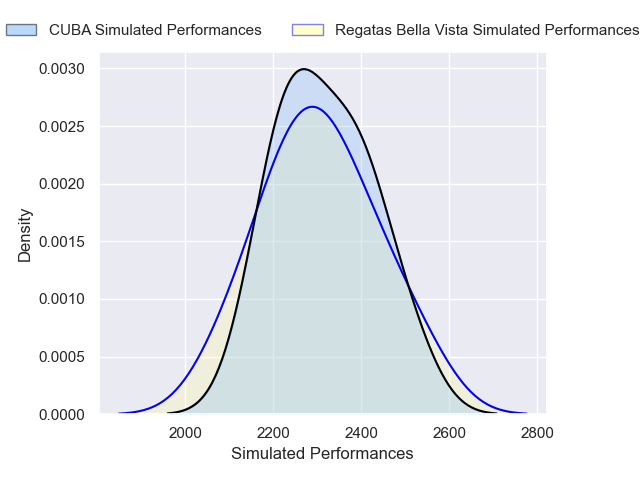 CUBA Simulated Performances
Regatas Bella Vista Simulated Performances
0.0030
0.0025
0.0020
0.0015
0.0010
0.0005
0.0000
Density
2000 2200 2400 2600 2800
Simulated Performances